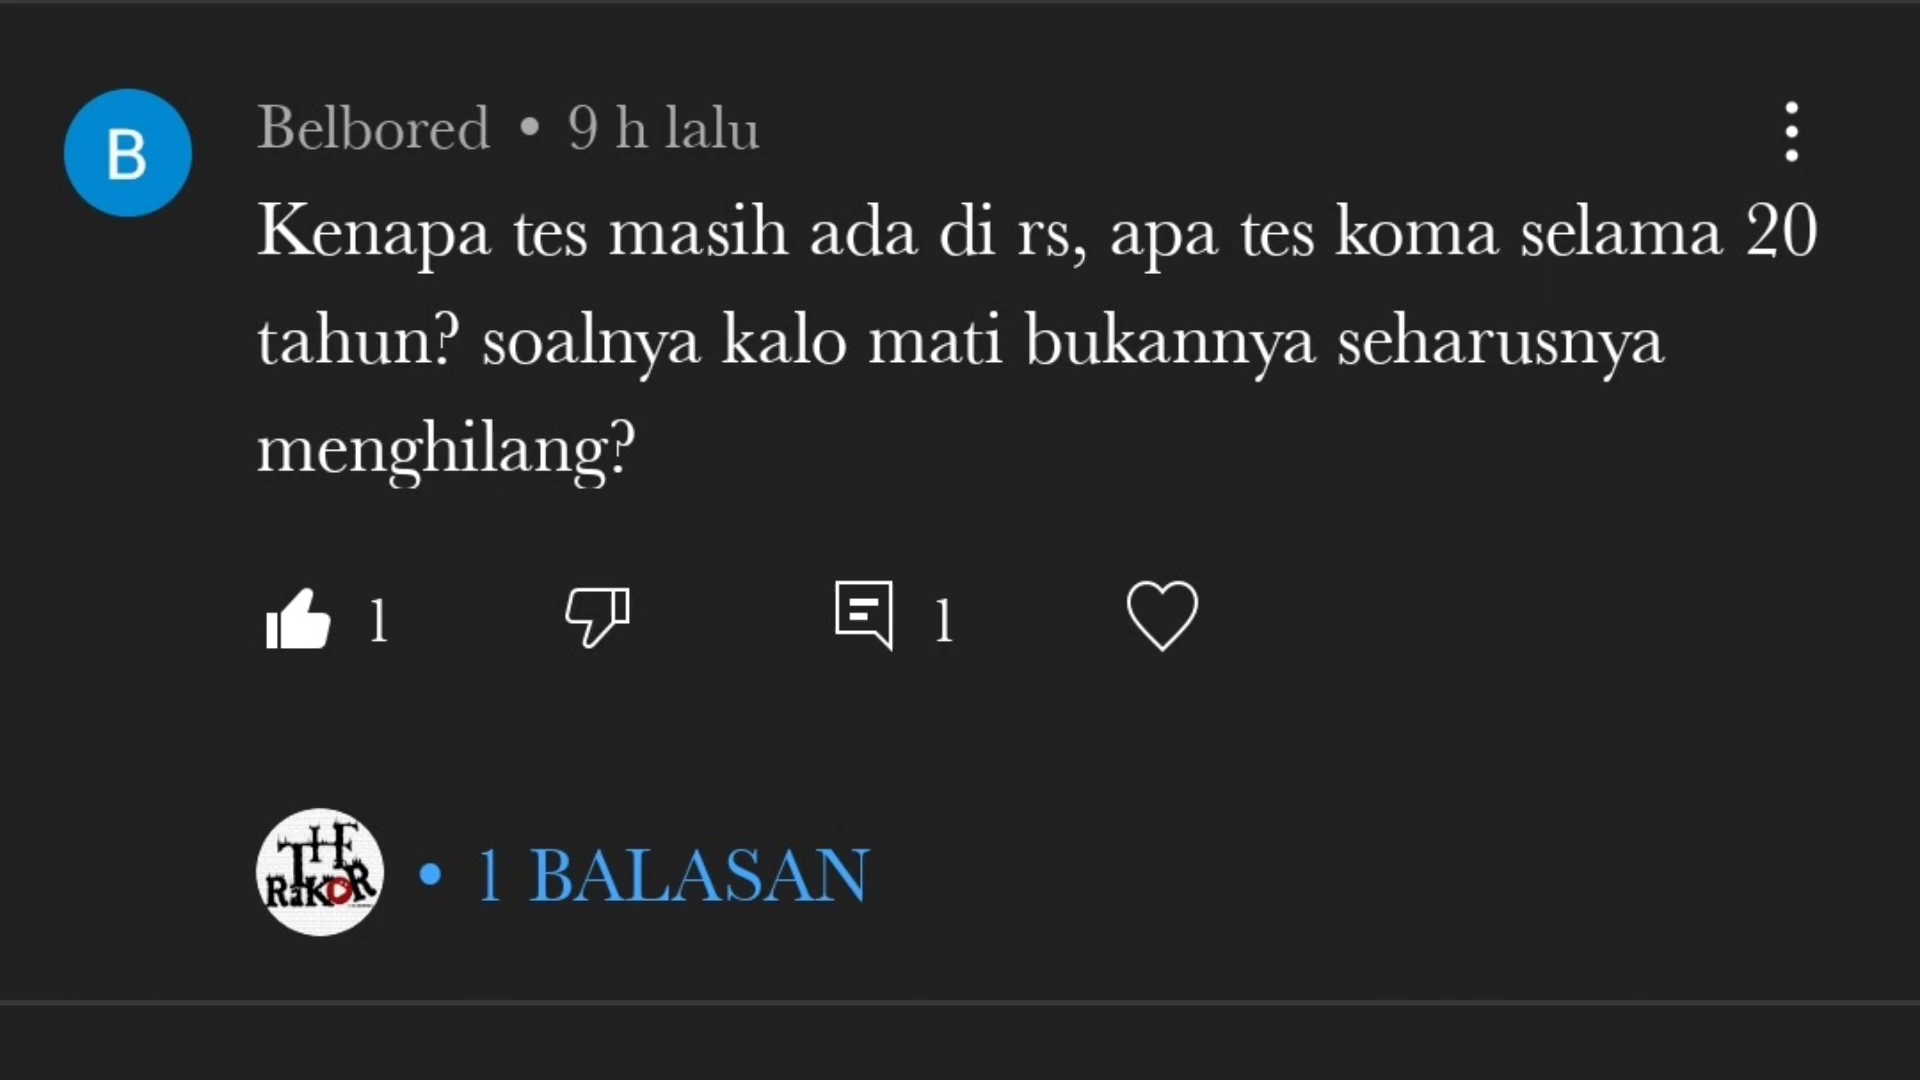 B
Belbored • 9 h lalu
Kenapa tes masih ada di rs, apa tes koma selama 20
tahun? soalnya kalo mati bukannya seharusnya
menghilang?
1
1
THE
RaKOR
• 1 BALASAN